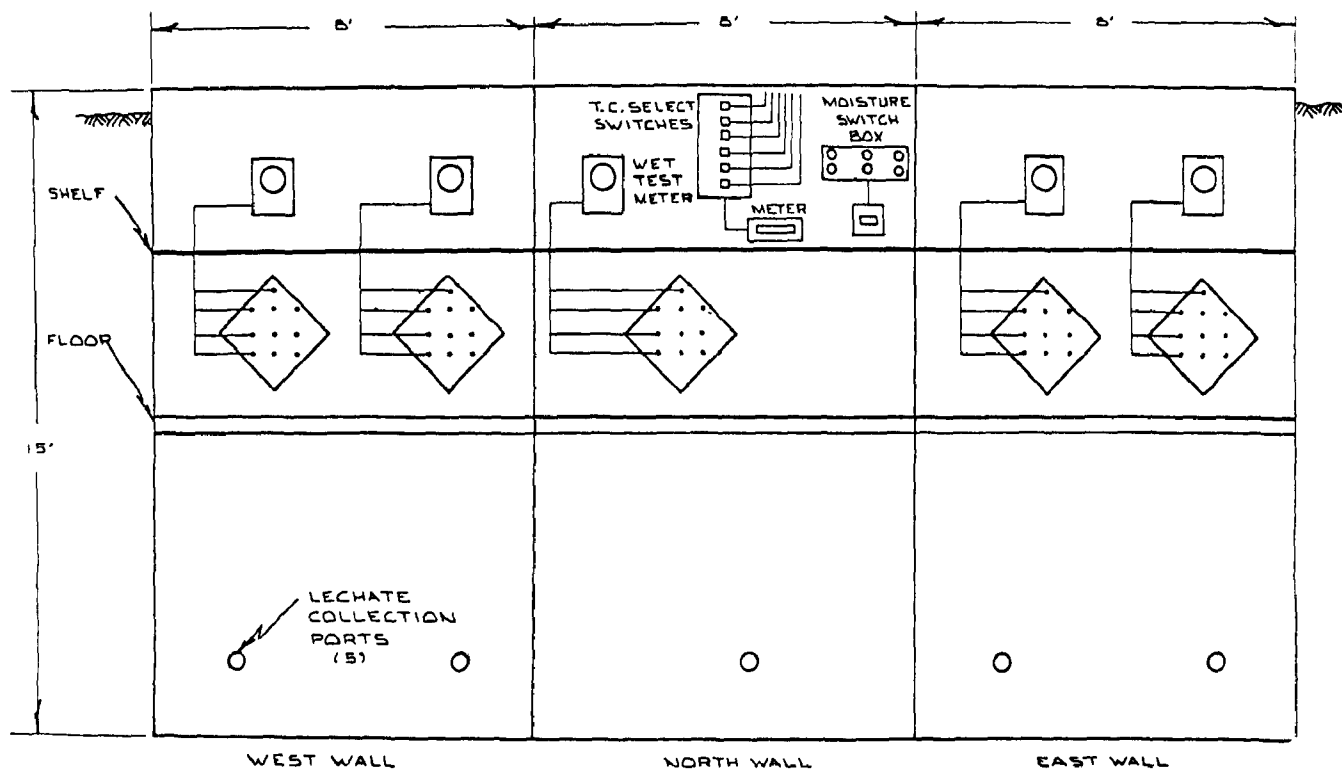 8'
8'
8'
T.C. SELECT
SWITCHES
MOISTURE
SWITCH
BOX
WET
TEST
METER
METER
SHELF
FLOOR
15'
LECHATE
COLLECTION
PORTS
(5)
WEST WALL
NORTH WALL
EAST WALL